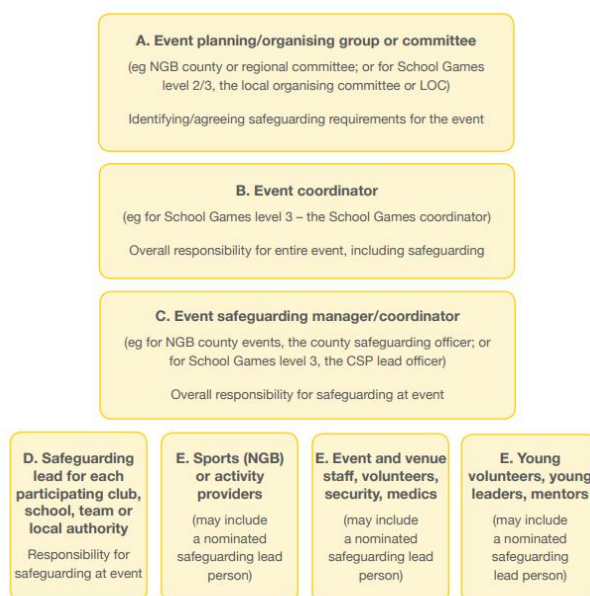 A. Event planning/organising group or committee
(eg NGB county or regional committee; or for School Games
level 2/3, the local organising committee or LOC)
Identifying/agreeing safeguarding requirements for the event
B. Event coordinator
(eg for School Games level 3 – the School Games coordinator)
Overall responsibility for entire event, including safeguarding
C. Event safeguarding manager/coordinator
(eg for NGB county events, the county safeguarding officer; or
for School Games level 3, the CSP lead officer)
Overall responsibility for safeguarding at event
D. Safeguarding
lead for each
participating club,
school, team or
local authority
Responsibility for
safeguarding at event
E. Sports (NGB)
or activity
providers
(may include
a nominated
safeguarding lead
person)
E. Event and venue
staff, volunteers,
security, medics
(may include
a nominated
safeguarding lead
person)
E. Young
volunteers, young
leaders, mentors
(may include
a nominated
safeguarding
lead person)